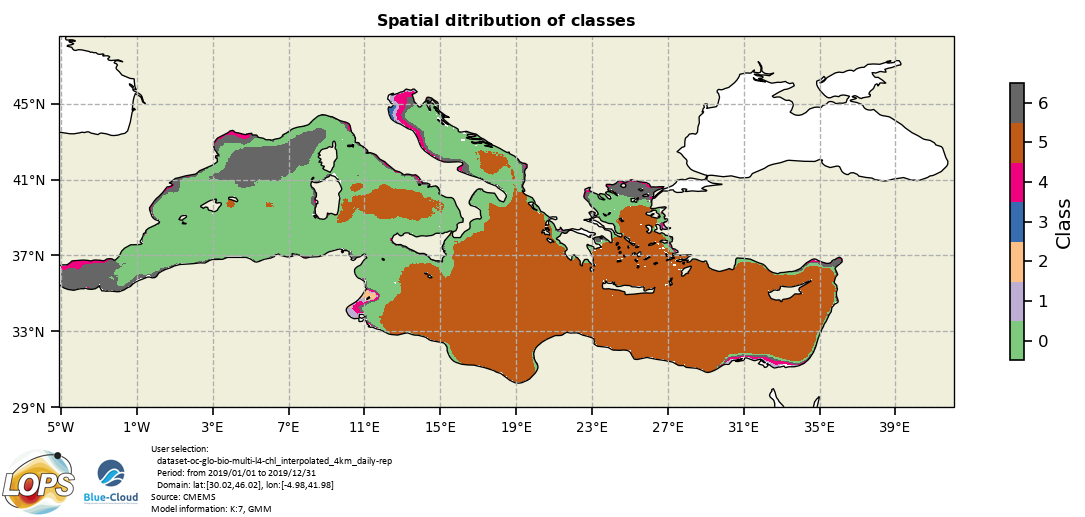 Spatial ditribution of classes
45°N
41°N
37°N
33°N
29°N
5°W 1°W 3°E 7°E 11°E 15°E 19°E 23°E 27°E 31°E 35°E 39°E
6
5
4
3
2
1
0
Class
LOPS
Blue-Cloud
User selection:
dataset-oc-glo-bio-multi-l4-chl_interpolated_4km_daily-rep
Period: from 2019/01/01 to 2019/12/31
Domain: lat:[30.02,46.02], lon:[-4.98,41.98]
Source: CMEMS
Model information: K:7, GMM